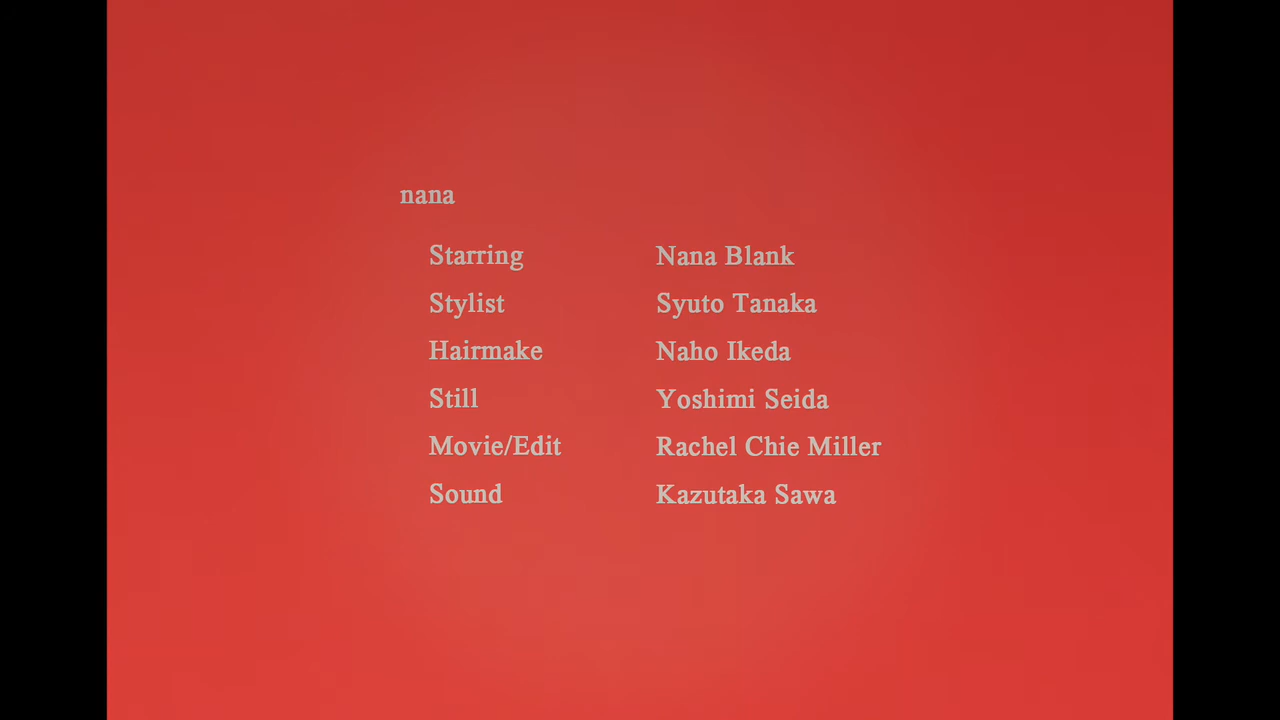 nana
Starring Nana Blank
Stylist Syuto Tanaka
Hairmake Naho Ikeda
Still Yoshimi Seida
Movie/Edit Rachel Chie Miller
Sound Kazutaka Sawa